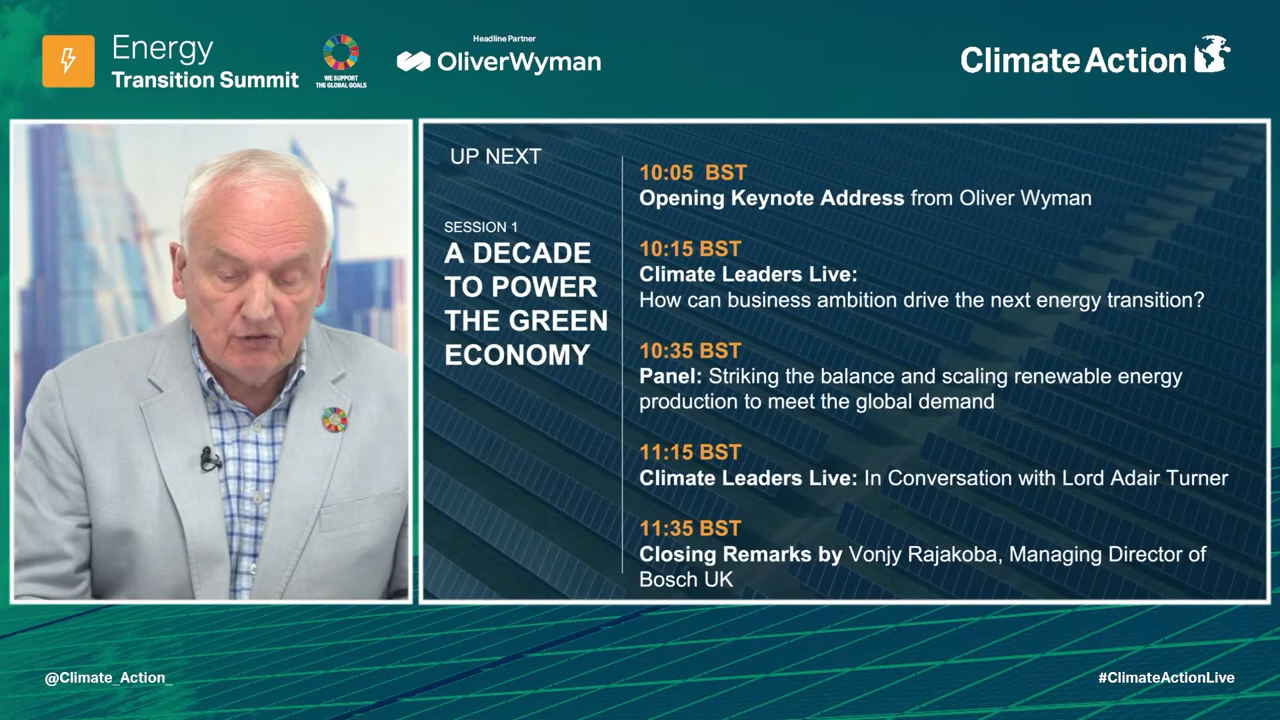 Energy
Transition Summit
WE SUPPORT
THE GLOBAL GOALS
Headline Partner
OliverWyman
Climate Action
UP NEXT
SESSION 1
A DECADE
TO POWER
THE GREEN
ECONOMY
10:05 BST
Opening Keynote Address from Oliver Wyman
10:15 BST
Climate Leaders Live:
How can business ambition drive the next energy transition?
10:35 BST
Panel: Striking the balance and scaling renewable energy
production to meet the global demand
11:15 BST
Climate Leaders Live: In Conversation with Lord Adair Turner
11:35 BST
Closing Remarks by Vonjy Rajakoba, Managing Director of
Bosch UK
@Climate_Action_
#ClimateActionLive